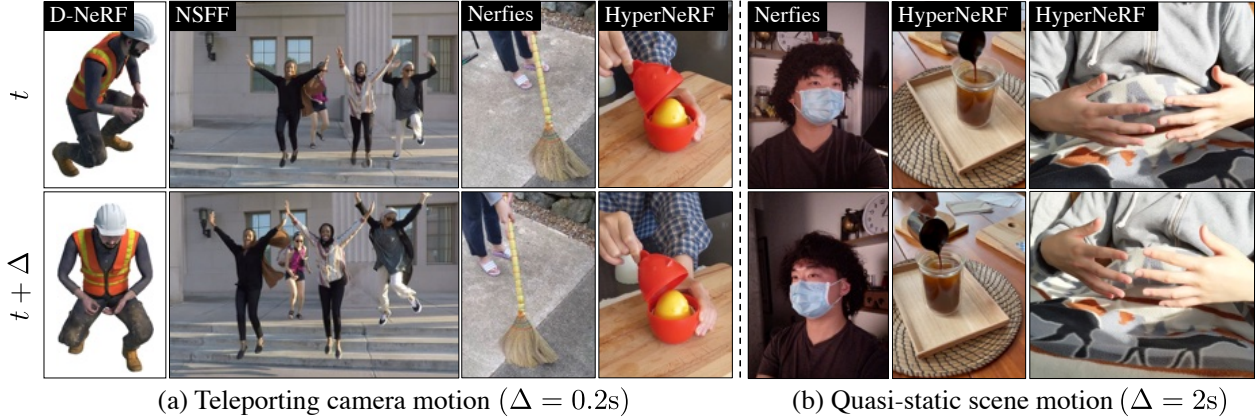 D-NeRF NSFF Nerfies HyperNeRF Nerfies HyperNeRF HyperNeRF
t
t + Δ
(a) Teleporting camera motion (Δ = 0.2s) (b) Quasi-static scene motion (Δ = 2s)